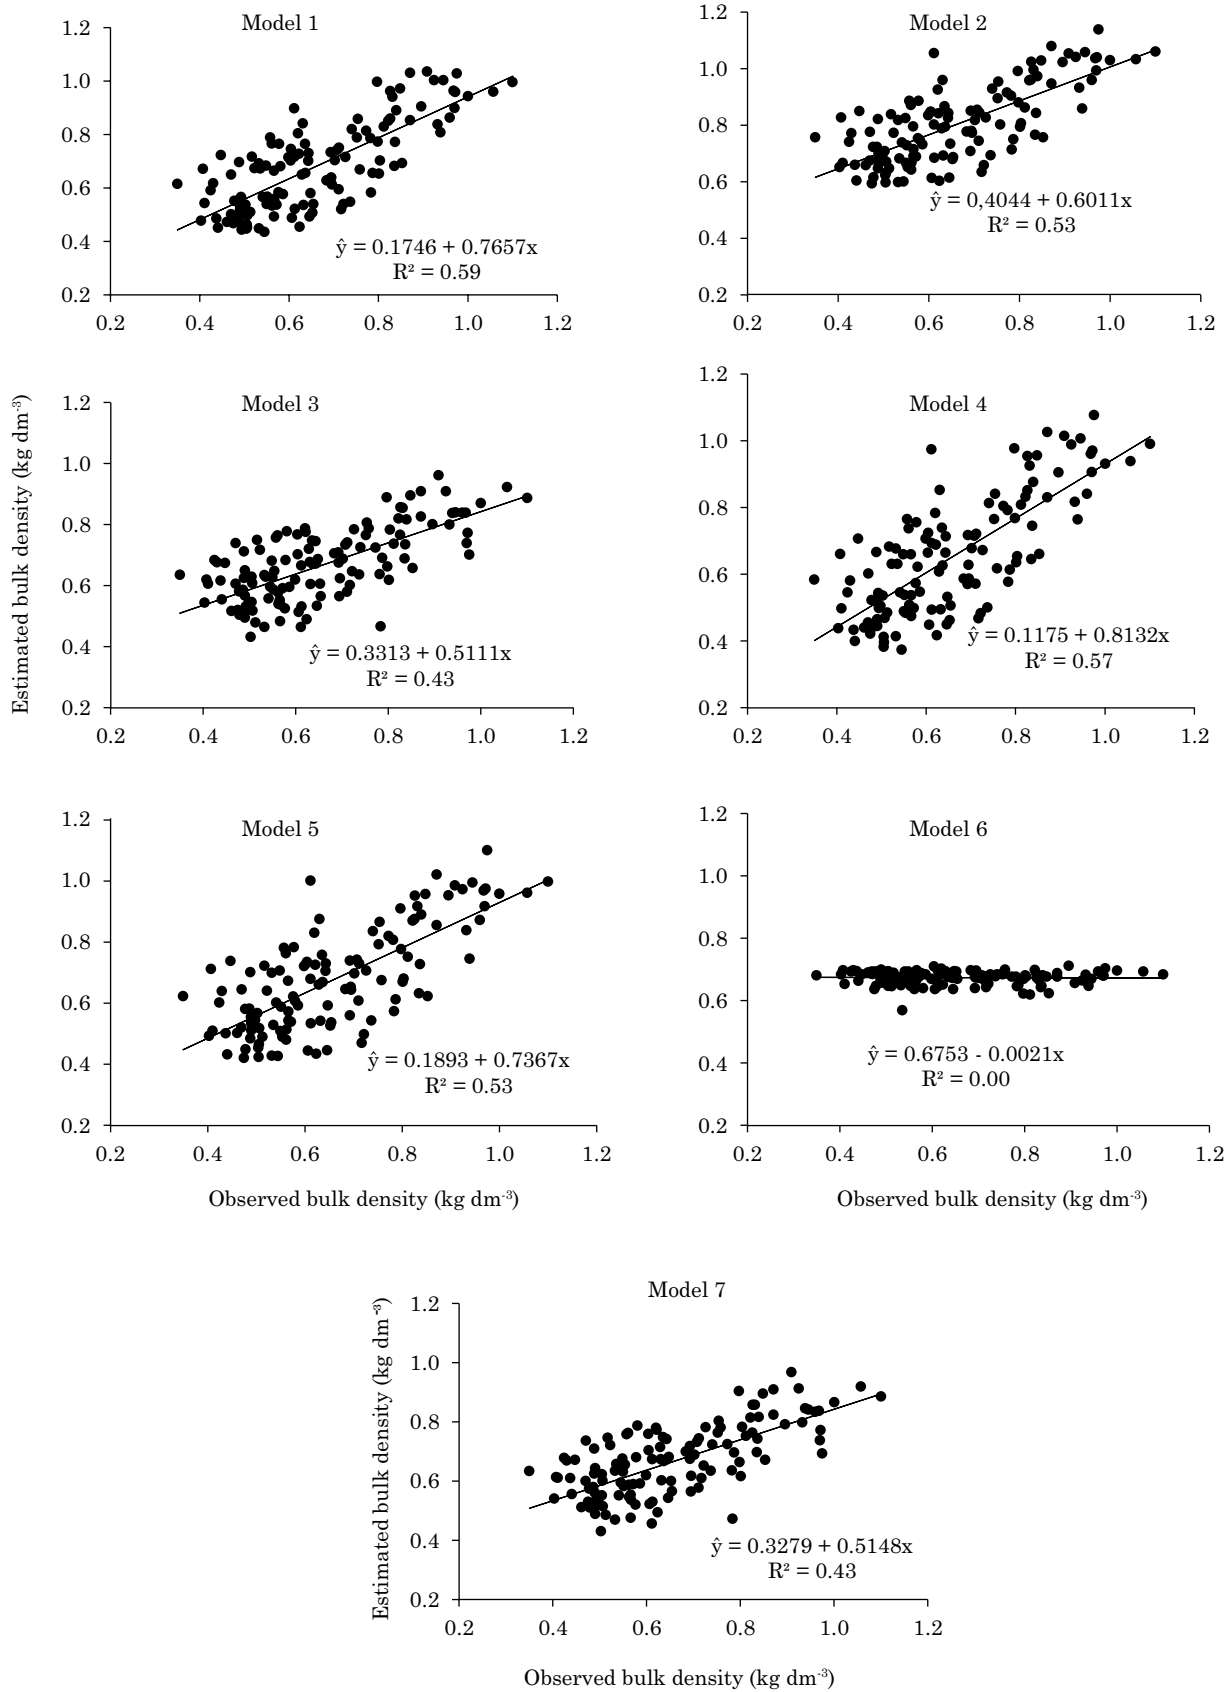 Model 1
1.2
1.0
0.8
0.6
0.4
0.2
ŷ = 0.1746 + 0.7657x
R² = 0.59
0.2 0.4 0.6 0.8 1.0 1.2
Model 2
1.2
1.0
0.8
0.6
0.4
0.2
ŷ = 0,4044 + 0.6011x
R² = 0.53
0.2 0.4 0.6 0.8 1.0 1.2
Estimated bulk density (kg dm-3)
Model 3
1.2
1.0
0.8
0.6
0.4
0.2
ŷ = 0.3313 + 0.5111x
R² = 0.43
0.2 0.4 0.6 0.8 1.0 1.2
Model 4
1.2
1.0
0.8
0.6
0.4
0.2
ŷ = 0.1175 + 0.8132x
R² = 0.57
0.2 0.4 0.6 0.8 1.0 1.2
Model 5
1.2
1.0
0.8
0.6
0.4
0.2
ŷ = 0.1893 + 0.7367x
R² = 0.53
0.2 0.4 0.6 0.8 1.0 1.2
Observed bulk density (kg dm-3)
Model 6
1.2
1.0
0.8
0.6
0.4
0.2
ŷ = 0.6753 - 0.0021x
R² = 0.00
0.2 0.4 0.6 0.8 1.0 1.2
Observed bulk density (kg dm-3)
Model 7
Estimated bulk density (kg dm-3)
1.2
1.0
0.8
0.6
0.4
0.2
ŷ = 0.3279 + 0.5148x
R² = 0.43
0.2 0.4 0.6 0.8 1.0 1.2
Observed bulk density (kg dm-3)